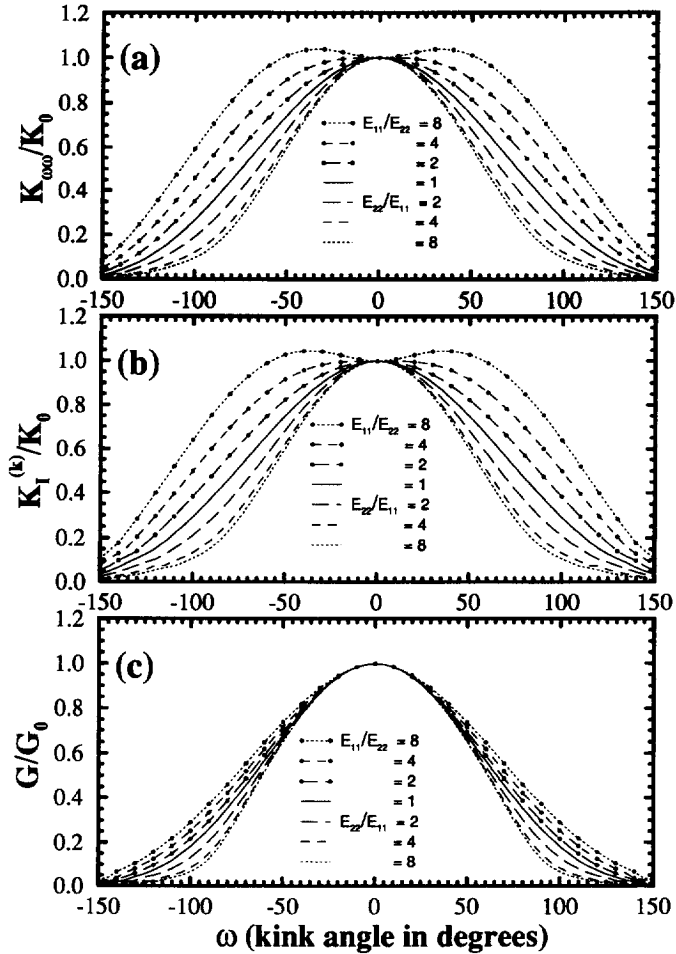 1.2
(a)
1.0
0.8
0.6
0.4
0.2
0.0
K_ωω/K_0
E_11/E_22 = 8
= 4
= 2
= 1
E_22/E_11 = 2
= 4
= 8
-150 -100 -50 0 50 100 150
1.2
(b)
1.0
0.8
0.6
0.4
0.2
0.0
K_I^(k)/K_0
E_11/E_22 = 8
= 4
= 2
= 1
E_22/E_11 = 2
= 4
= 8
-150 -100 -50 0 50 100 150
1.2
(c)
1.0
0.8
0.6
0.4
0.2
0.0
G/G_0
E_11/E_22 = 8
= 4
= 2
= 1
E_22/E_11 = 2
= 4
= 8
-150 -100 -50 0 50 100 150
ω (kink angle in degrees)